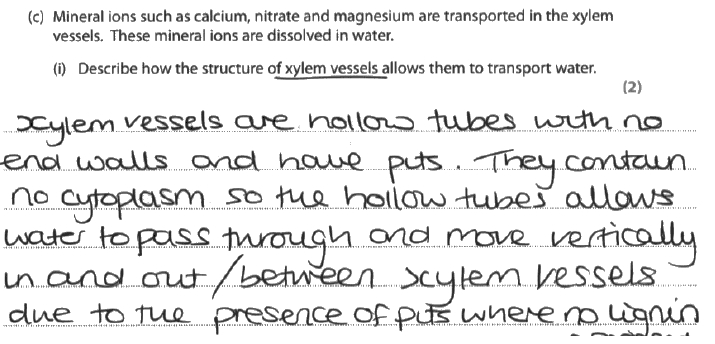 (c) Mineral ions such as calcium, nitrate and magnesium are transported in the xylem
vessels. These mineral ions are dissolved in water.
(i) Describe how the structure of xylem vessels allows them to transport water.
(2)
xylem vessels are hollow tubes with no
end walls and have pits. They contain
no cytoplasm so the hollow tubes allows
water to pass through and move vertically
in and out / between xylem vessels
due to the presence of pits where no lignin